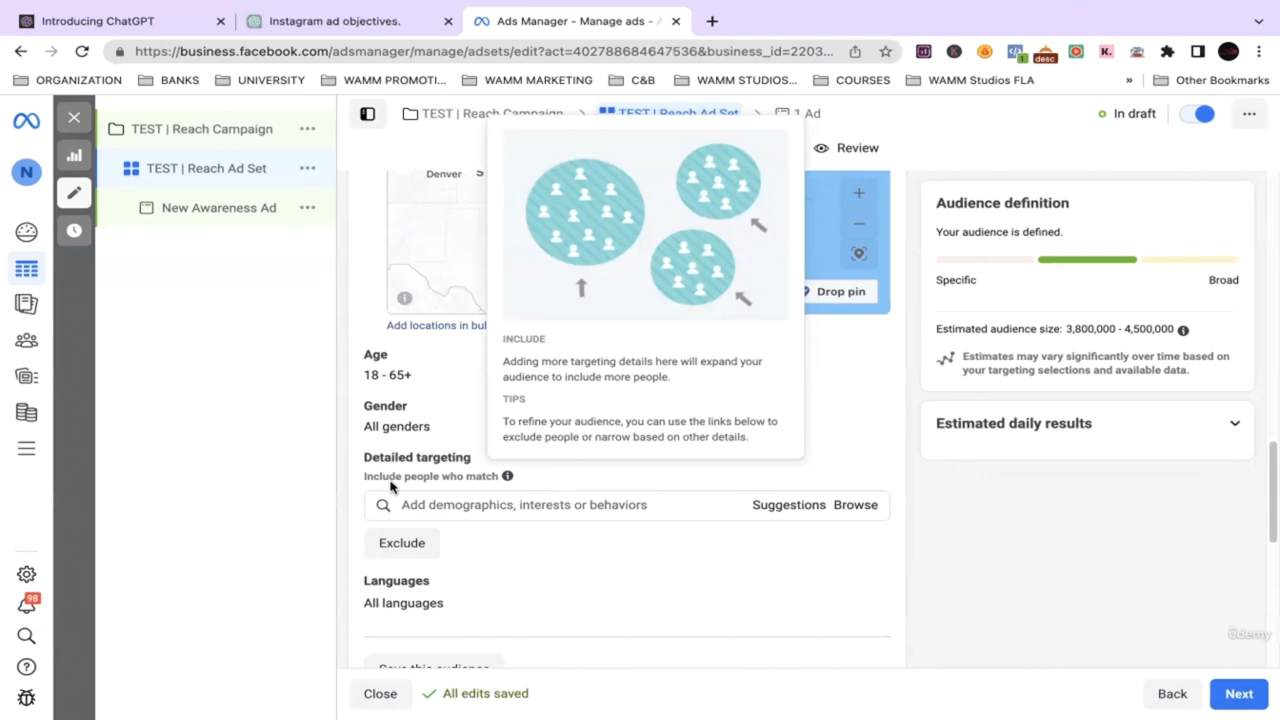 Introducing ChatGPT
Instagram ad objectives.
Ads Manager - Manage ads - A
https://business.facebook.com/adsmanager/manage/adsets/edit?act=402788684647536&business_id=2203...
1
desc
K.
ORGANIZATION
BANKS
UNIVERSITY
WAMM PROMOTI...
WAMM MARKETING
C&B
WAMM STUDIOS...
COURSES
WAMM Studios FLA
»
Other Bookmarks
TEST | Reach Campaign
TEST | Reach Ad Set
1 Ad
In draft
Review
N
TEST | Reach Campaign
TEST | Reach Ad Set
New Awareness Ad
98
Denver
S
Drop pin
Add locations in bul
INCLUDE
Adding more targeting details here will expand your
audience to include more people.
TIPS
To refine your audience, you can use the links below to
exclude people or narrow based on other details.
Age
18 - 65+
Gender
All genders
Detailed targeting
Include people who match
Add demographics, interests or behaviors
Suggestions
Browse
Exclude
Languages
All languages
Save this audience
Audience definition
Your audience is defined.
Specific
Broad
Estimated audience size: 3,800,000 - 4,500,000
Estimates may vary significantly over time based on
your targeting selections and available data.
Estimated daily results
ûdemy
Close
All edits saved
Back
Next